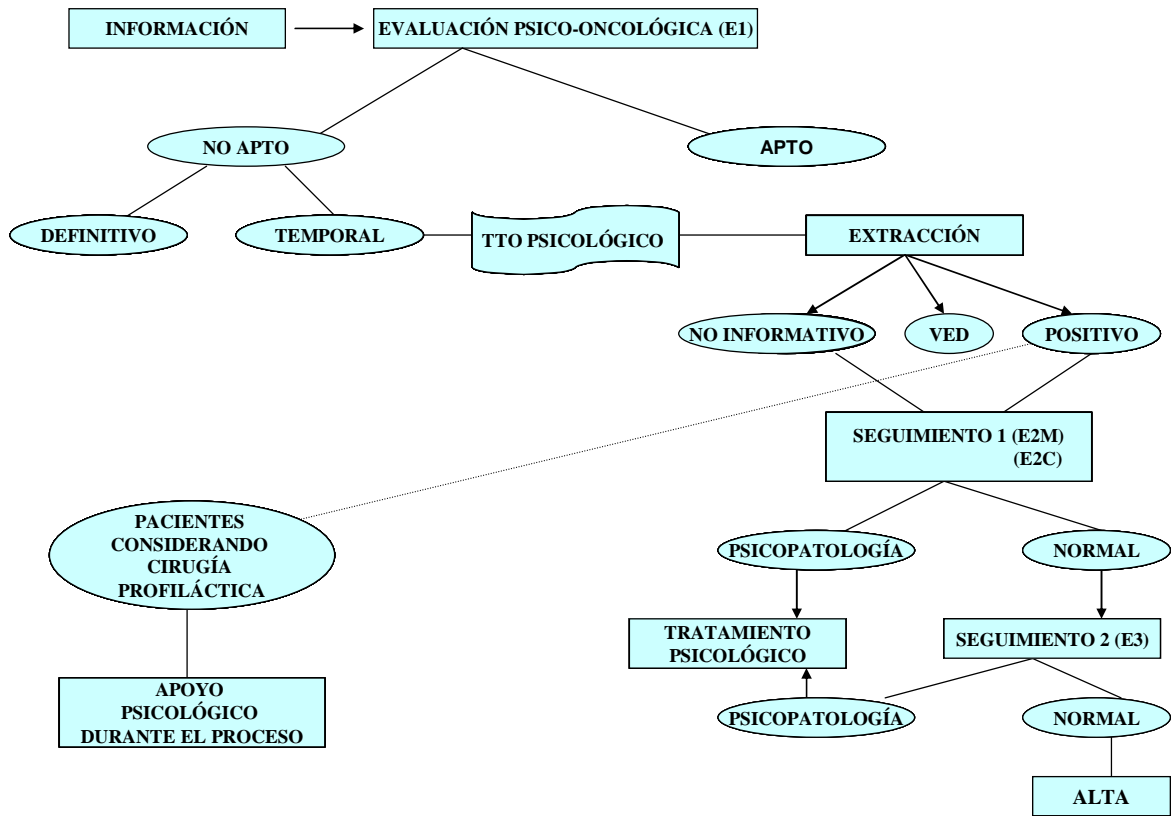 INFORMACIÓN
EVALUACIÓN PSICO-ONCOLÓGICA (E1)
NO APTO
APTO
DEFINITIVO
TEMPORAL
TTO PSICOLÓGICO
EXTRACCIÓN
NO INFORMATIVO
VED
POSITIVO
SEGUIMIENTO 1 (E2M)
(E2C)
PACIENTES
CONSIDERANDO
CIRUGÍA
PROFILÁCTICA
PSICOPATOLOGÍA
NORMAL
TRATAMIENTO
PSICOLÓGICO
SEGUIMIENTO 2 (E3)
APOYO
PSICOLÓGICO
DURANTE EL PROCESO
PSICOPATOLOGÍA
NORMAL
ALTA